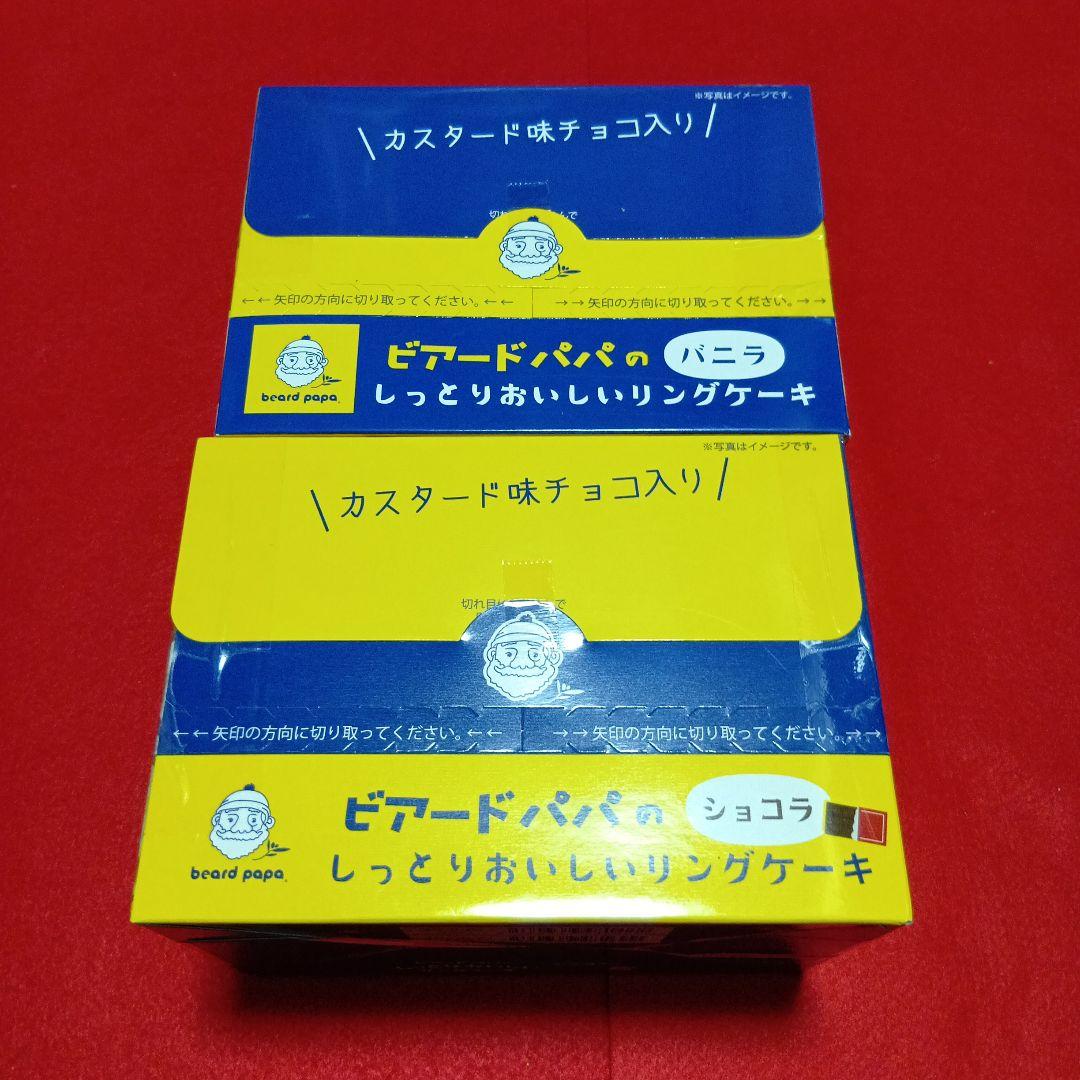 ※写真はイメージです。
\カスタード味チョコ入り/
切れ
んで
←←矢印の方向に切り取ってください。←←
→→矢印の方向に切り取ってください。→→
ビアードパパの バニラ
しっとりおいしいリングケーキ
beard papa.
※写真はイメージです。
\カスタード味チョコ入り/
切れ目
で
←←矢印の方向に切り取ってください。←←
→→矢印の方向に切り取ってください。→→
ビアードパパの ショコラ
しっとりおいしいリングケーキ
beard papa.